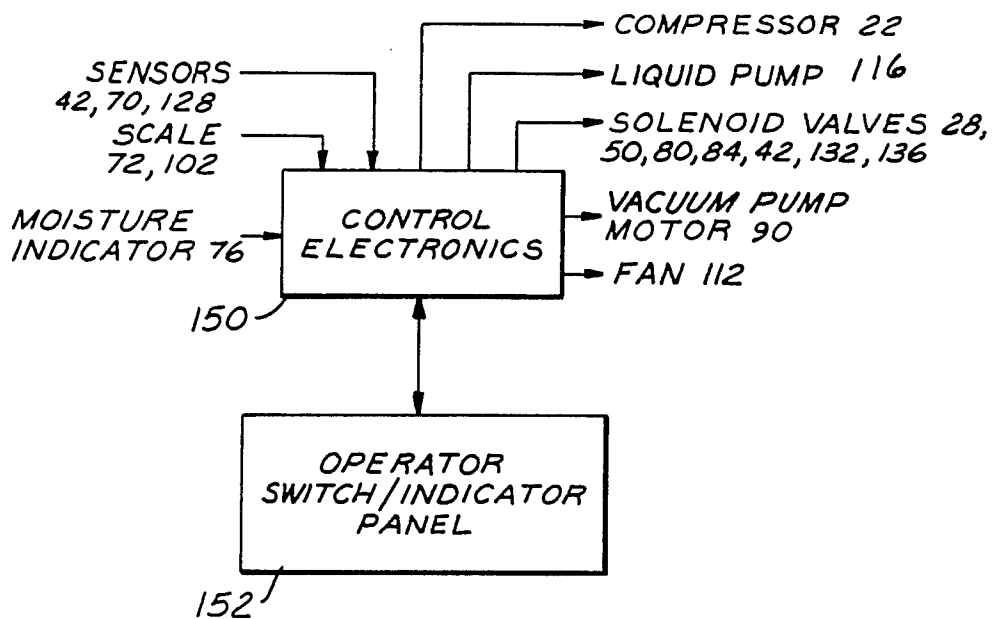 COMPRESSOR 22
LIQUID PUMP 116
SOLENOID VALVES 28,
50, 80, 84, 42, 132, 136
VACUUM PUMP
MOTOR 90
FAN 112
SENSORS
42, 70, 128
SCALE
72, 102
MOISTURE
INDICATOR 76
CONTROL
ELECTRONICS
150
OPERATOR
SWITCH/INDICATOR
PANEL
152